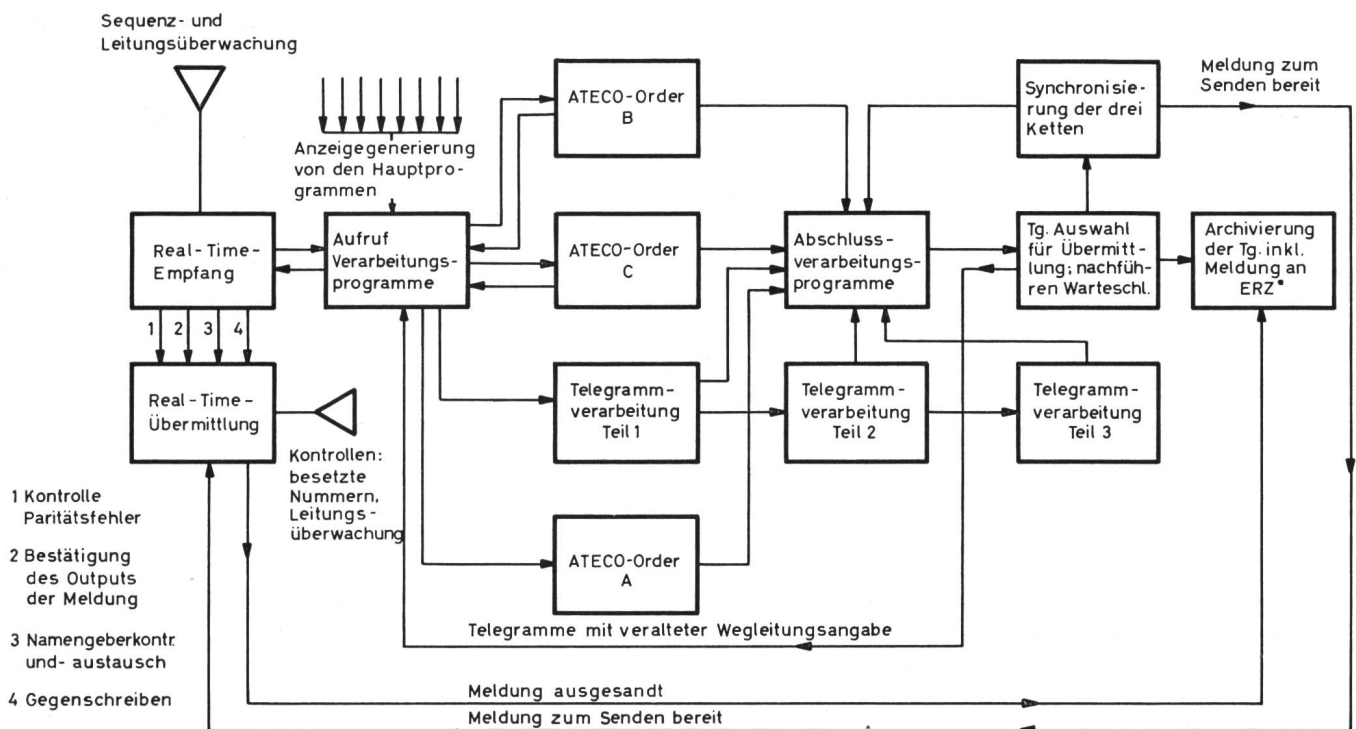 Sequenz- und
Leitungsüberwachung
Anzeigegenerierung
von den Hauptpro-
grammen
ATECO-Order
B
Synchronisie-
rung der drei
Ketten
Meldung zum
Senden bereit
Real-Time-
Empfang
Aufruf
Verarbeitungs-
programme
ATECO-Order
C
Abschluss-
verarbeitungs-
programme
Tg. Auswahl
für Übermitt-
lung; nachfüh-
ren Warteschl.
Archivierung
der Tg. inkl.
Meldung an
ERZ*
1 2 3 4
Real-Time-
Übermittlung
Kontrollen:
besetzte
Nummern,
Leitungs-
überwachung
Telegramm-
verarbeitung
Teil 1
Telegramm-
verarbeitung
Teil 2
Telegramm-
verarbeitung
Teil 3
ATECO-Order
A
1 Kontrolle
Paritätsfehler
2 Bestätigung
des Outputs
der Meldung
3 Namengeberkontr.
und- austausch
4 Gegenschreiben
Telegramme mit veralteter Wegleitungsangabe
Meldung ausgesandt
Meldung zum Senden bereit